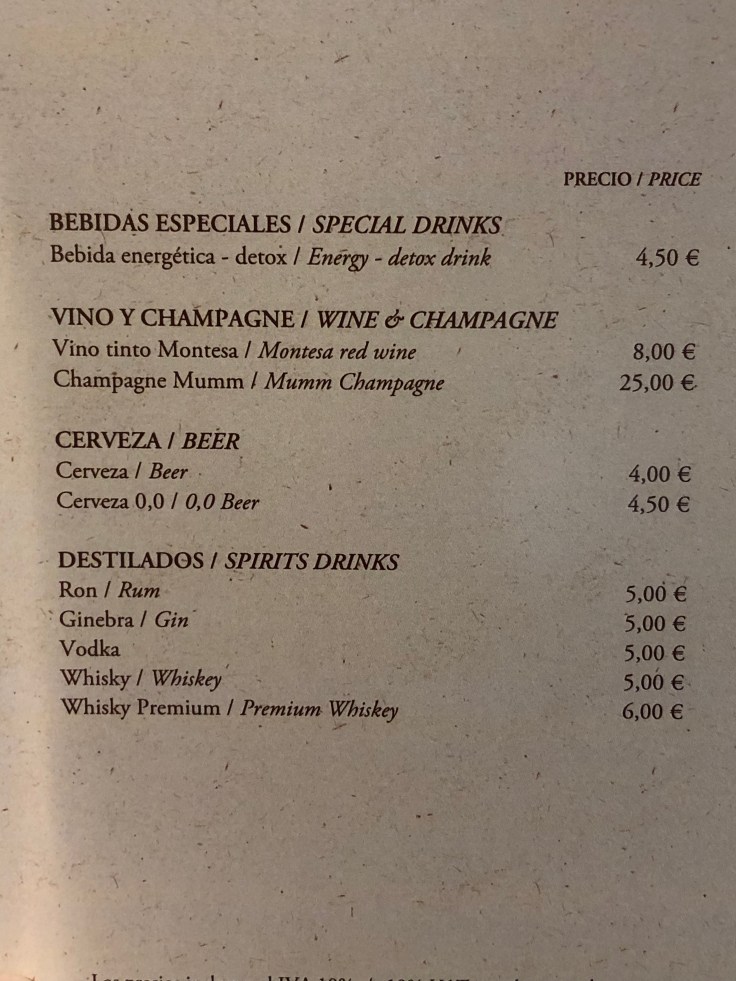 PRECIO / PRICE
BEBIDAS ESPECIALES / SPECIAL DRINKS
Bebida energética - detox / Energy - detox drink 4,50 €
VINO Y CHAMPAGNE / WINE & CHAMPAGNE
Vino tinto Montesa / Montesa red wine 8,00 €
Champagne Mumm / Mumm Champagne 25,00 €
CERVEZA / BEER
Cerveza / Beer 4,00 €
Cerveza 0,0 / 0,0 Beer 4,50 €
DESTILADOS / SPIRITS DRINKS
Ron / Rum 5,00 €
Ginebra / Gin 5,00 €
Vodka 5,00 €
Whisky / Whiskey 5,00 €
Whisky Premium / Premium Whiskey 6,00 €